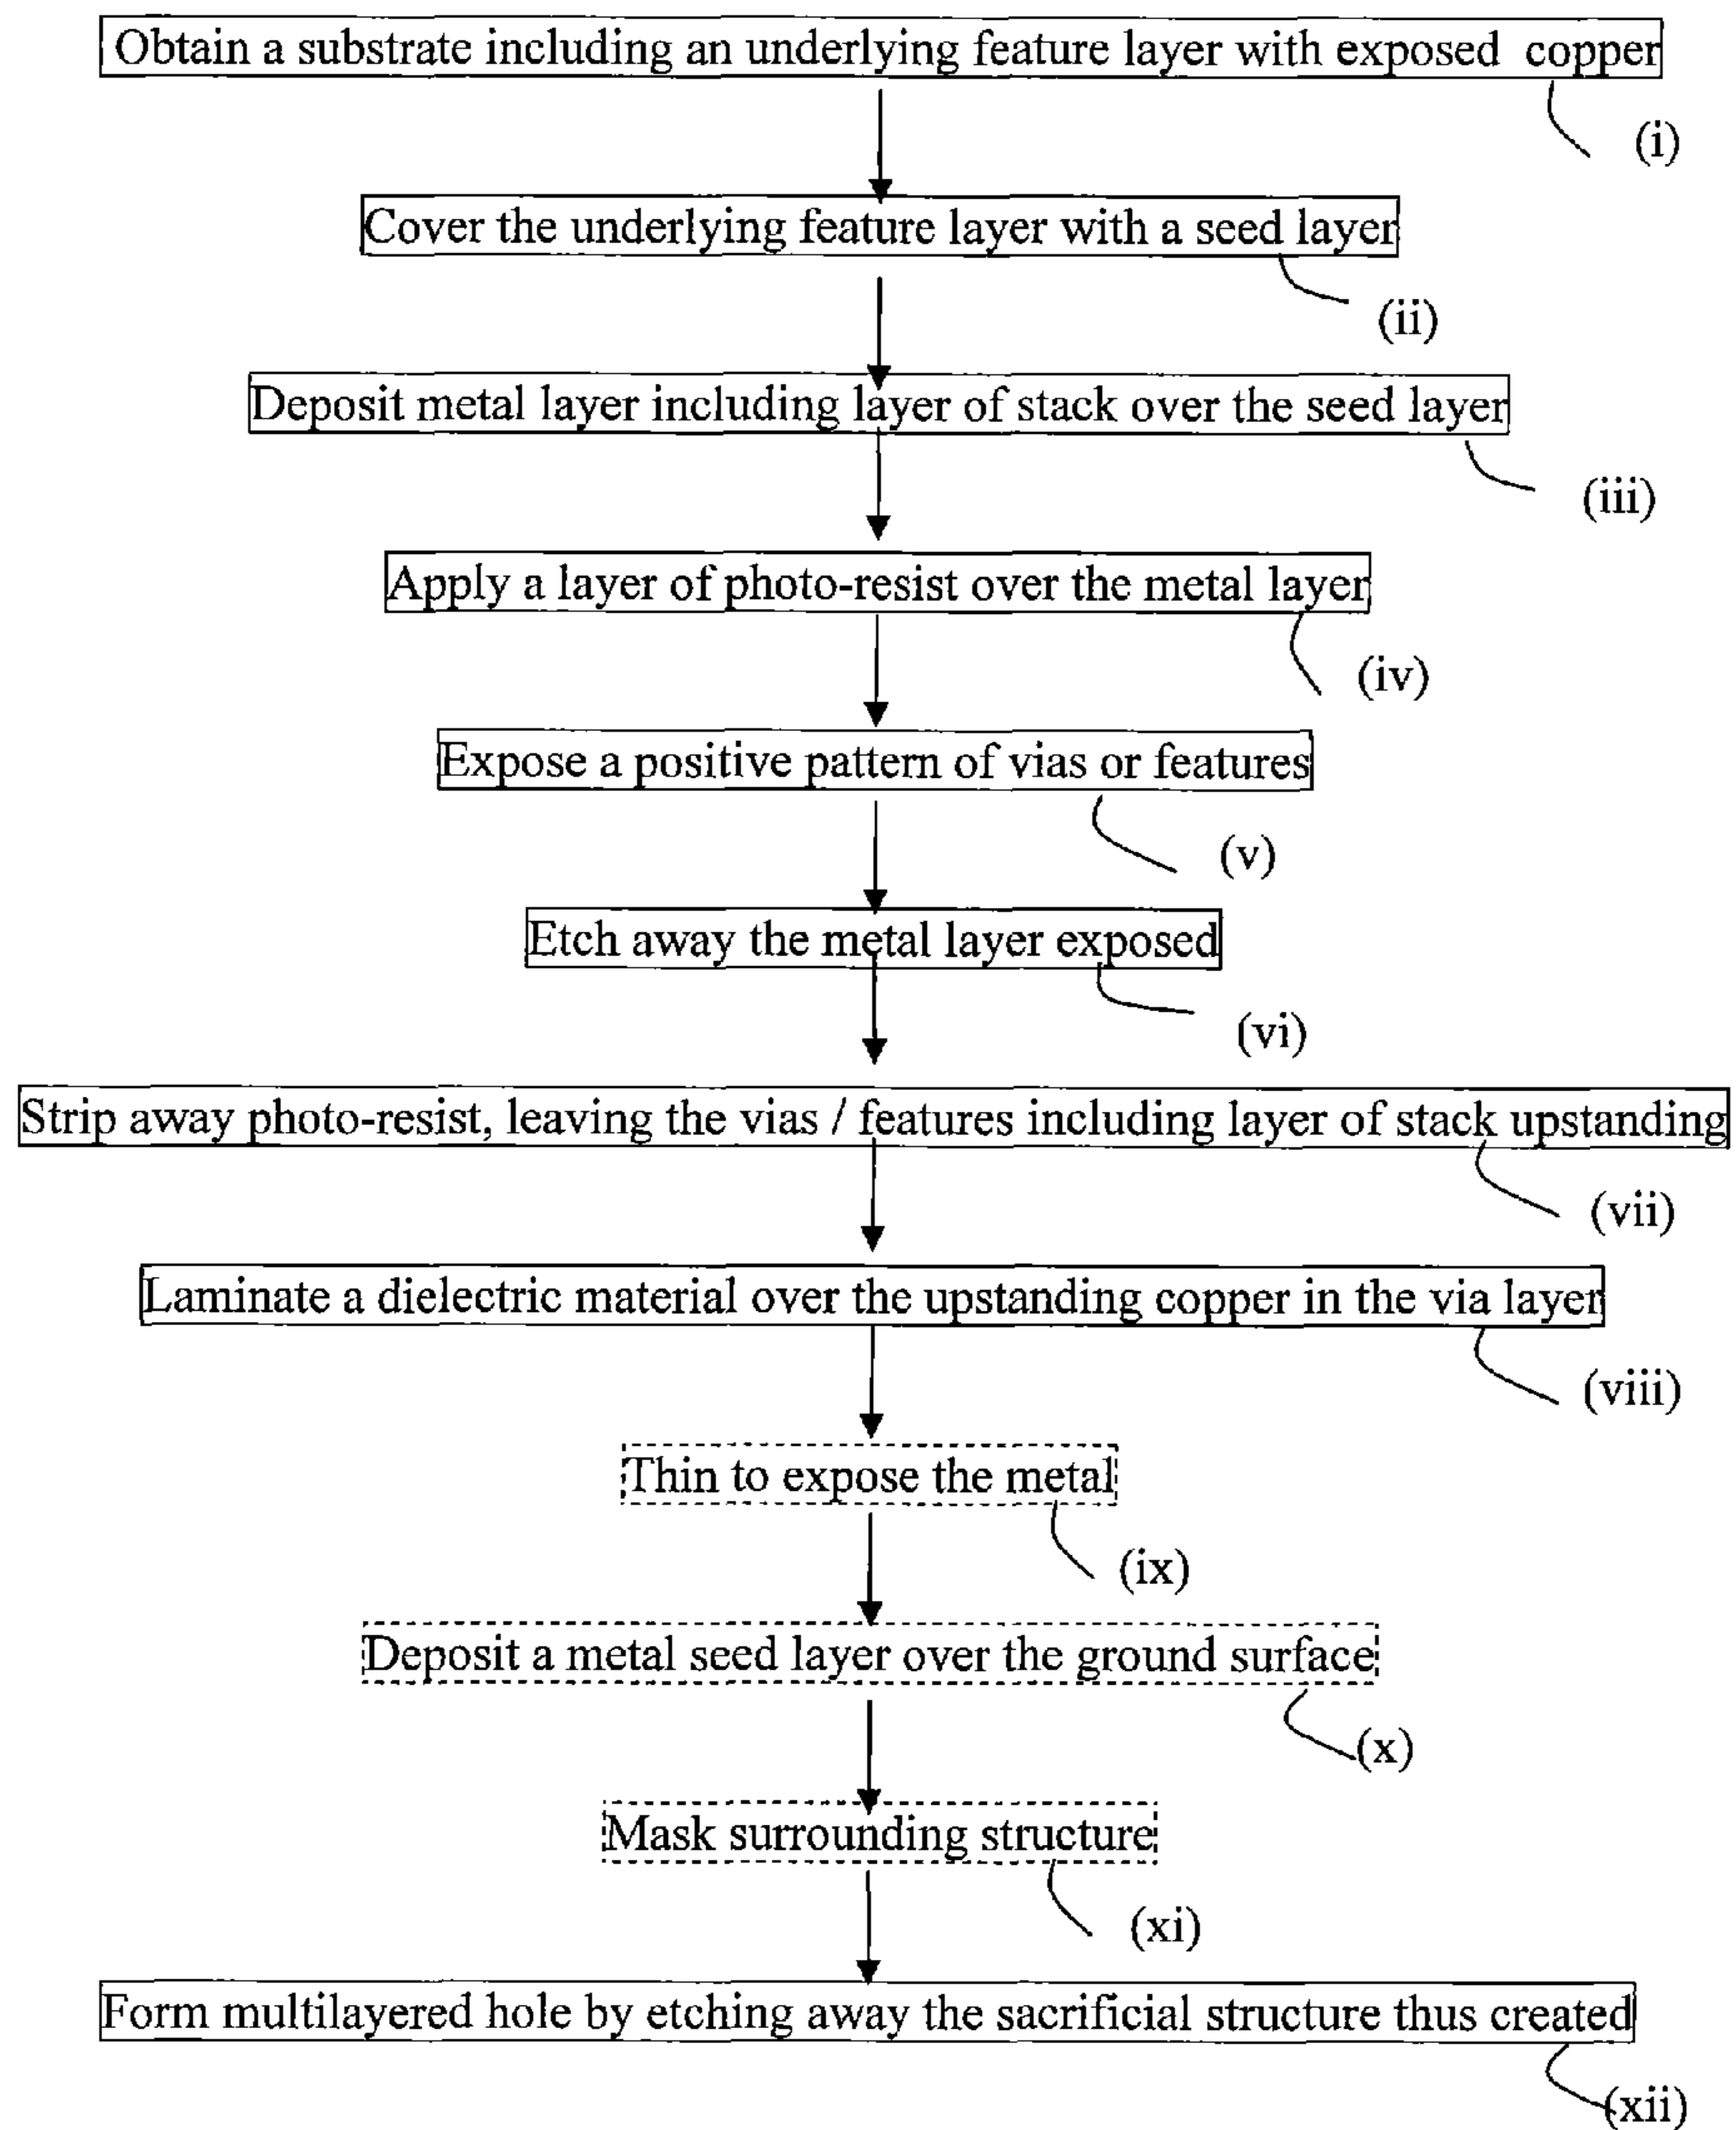 Obtain a substrate including an underlying feature layer with exposed copper
(i)
Cover the underlying feature layer with a seed layer
(ii)
Deposit metal layer including layer of stack over the seed layer
(iii)
Apply a layer of photo-resist over the metal layer
(iv)
Expose a positive pattern of vias or features
(v)
Etch away the metal layer exposed
(vi)
Strip away photo-resist, leaving the vias / features including layer of stack upstanding
(vii)
Laminate a dielectric material over the upstanding copper in the via layer
(viii)
Thin to expose the metal
(ix)
Deposit a metal seed layer over the ground surface
(x)
Mask surrounding structure
(xi)
Form multilayered hole by etching away the sacrificial structure thus created
(xii)